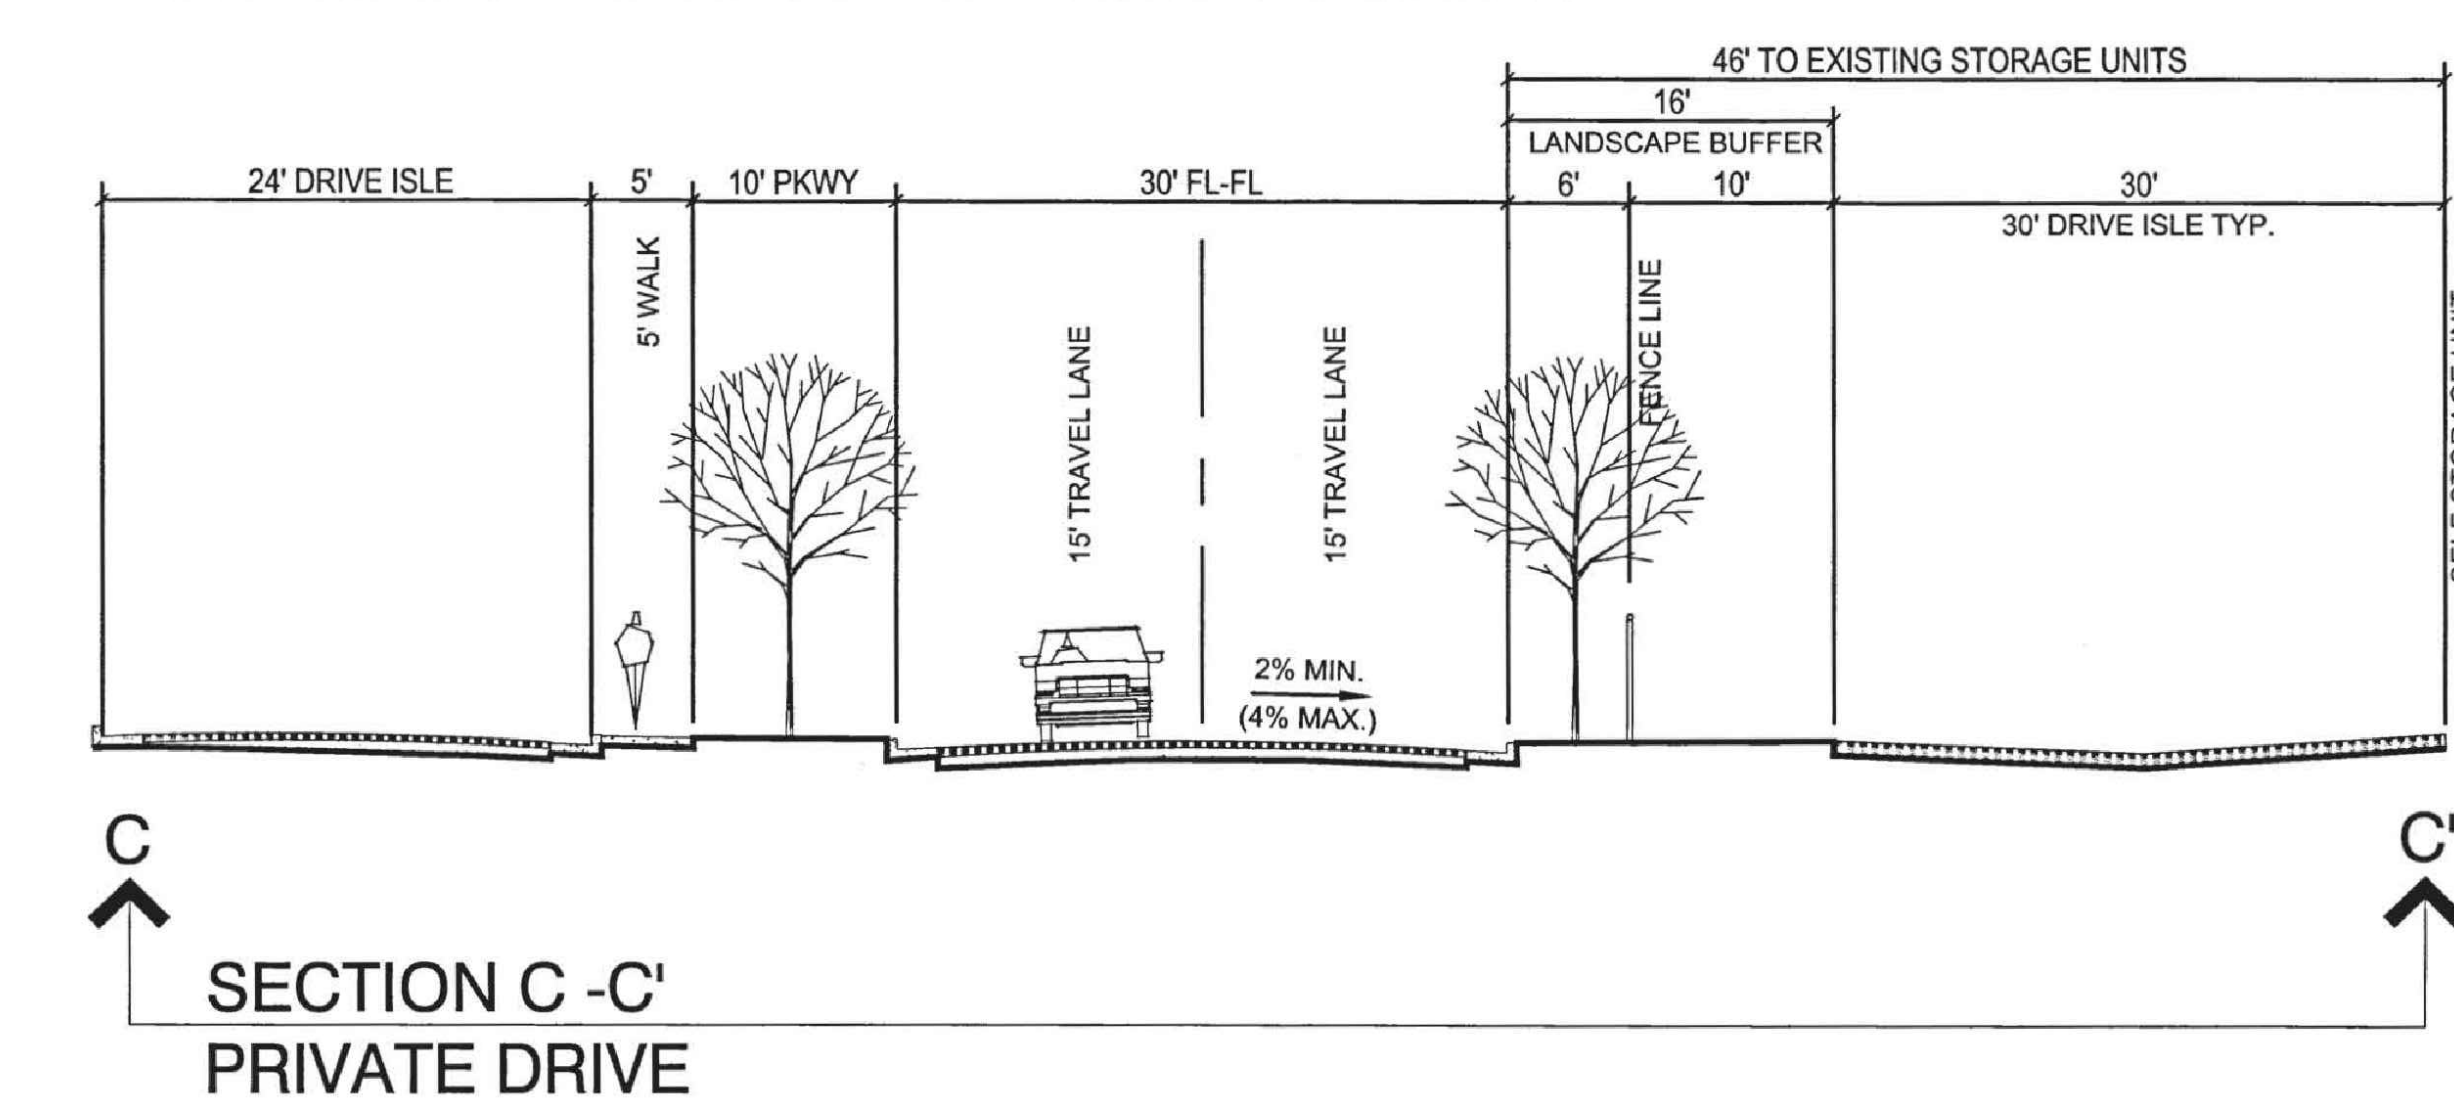 46' TO EXISTING STORAGE UNITS
16'
LANDSCAPE BUFFER
24' DRIVE ISLE
5'
10' PKWY
30' FL-FL
6'
10'
30'
30' DRIVE ISLE TYP.
5' WALK
15' TRAVEL LANE
15' TRAVEL LANE
FENCE LINE
2% MIN.
(4% MAX.)
C
C'
SECTION C -C'
PRIVATE DRIVE